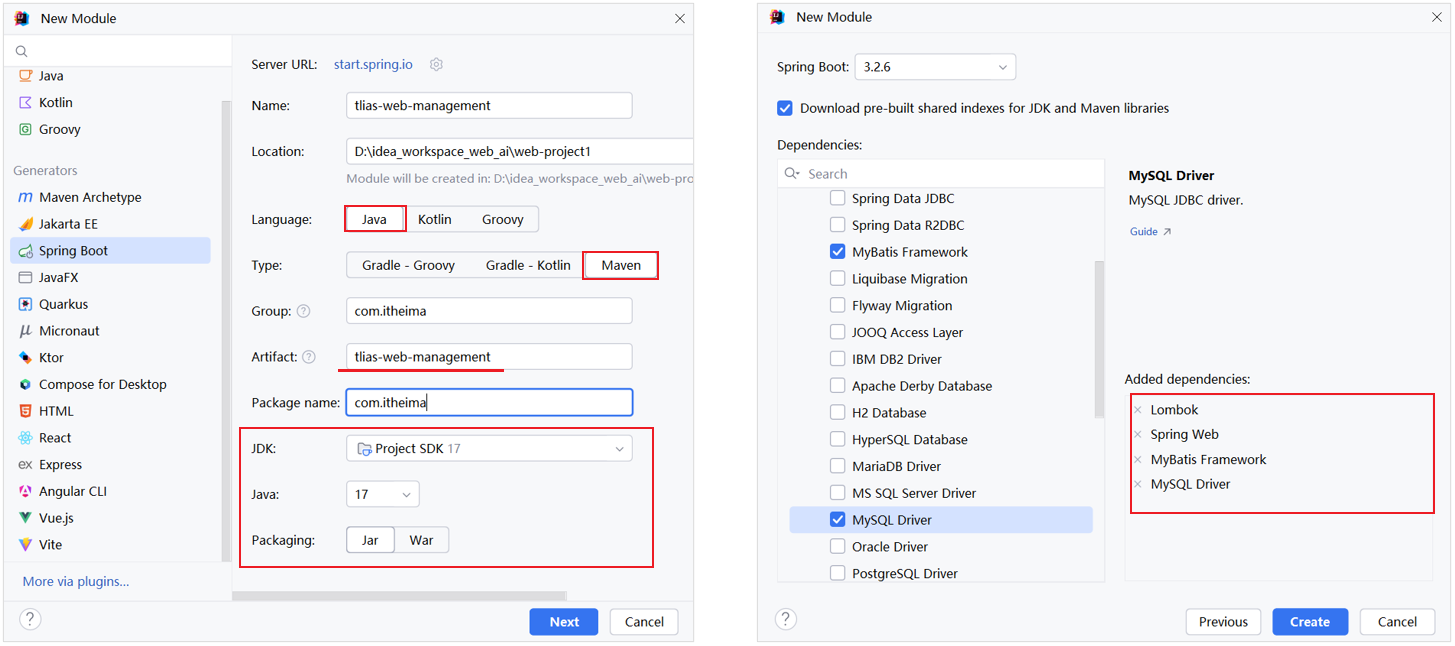 New Module
Java
Kotlin
Groovy
Generators
Maven Archetype
Jakarta EE
Spring Boot
JavaFX
Quarkus
Micronaut
Ktor
Compose for Desktop
HTML
React
ex Express
Angular CLI
Vue.js
Vite
More via plugins...
?
Server URL: start.spring.io
Name: tlias-web-management
Location: D:\idea_workspace_web_ai\web-project1
Module will be created in: D:\idea_workspace_web_ai\web-pro
Language: Java Kotlin Groovy
Type: Gradle - Groovy Gradle - Kotlin Maven
Group: ? com.itheima
Artifact: ? tlias-web-management
Package name: com.itheima
JDK: Project SDK 17
Java: 17
Packaging: Jar War
Next Cancel
New Module
Spring Boot: 3.2.6
Download pre-built shared indexes for JDK and Maven libraries
Dependencies:
Search
Spring Data JDBC
Spring Data R2DBC
MyBatis Framework
Liquibase Migration
Flyway Migration
JOOQ Access Layer
IBM DB2 Driver
Apache Derby Database
H2 Database
HyperSQL Database
MariaDB Driver
MS SQL Server Driver
MySQL Driver
Oracle Driver
PostgreSQL Driver
MySQL Driver
MySQL JDBC driver.
Guide ↗
Added dependencies:
× Lombok
× Spring Web
× MyBatis Framework
× MySQL Driver
?
Previous Create Cancel